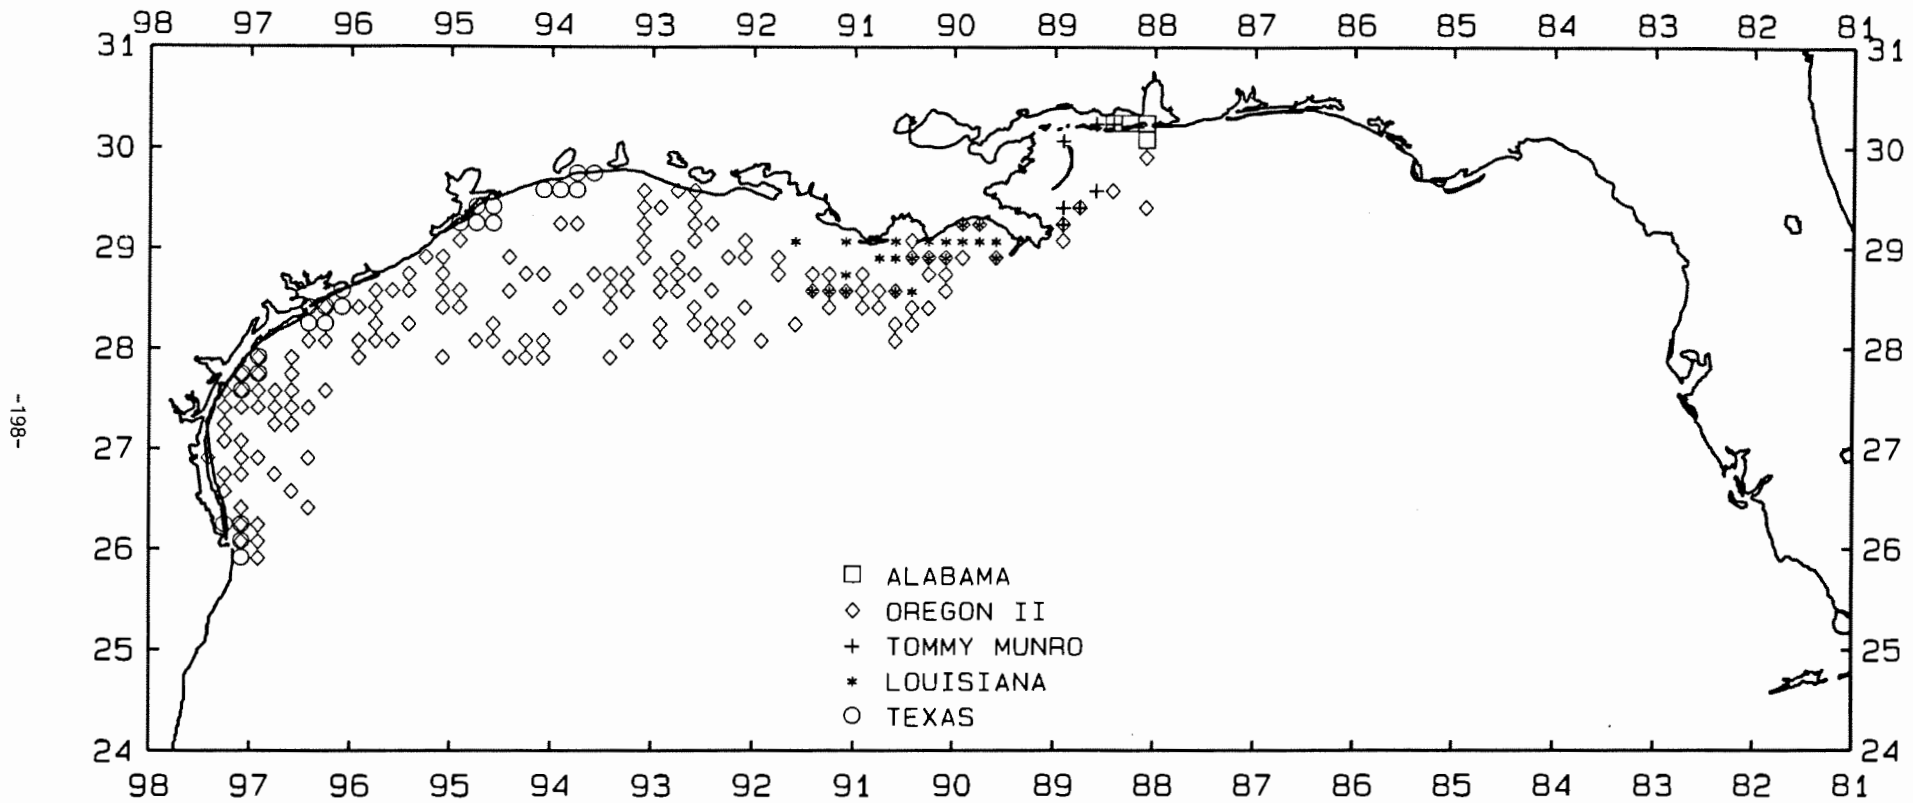 98 97 96 95 94 93 92 91 90 89 88 87 86 85 84 83 82 81
31 31
30 30
29 29
28 28
-198-
27 27
26 26
ALABAMA
OREGON II
TOMMY MUNRO
25 25
LOUISIANA
TEXAS
24 24
98 97 96 95 94 93 92 91 90 89 88 87 86 85 84 83 82 81